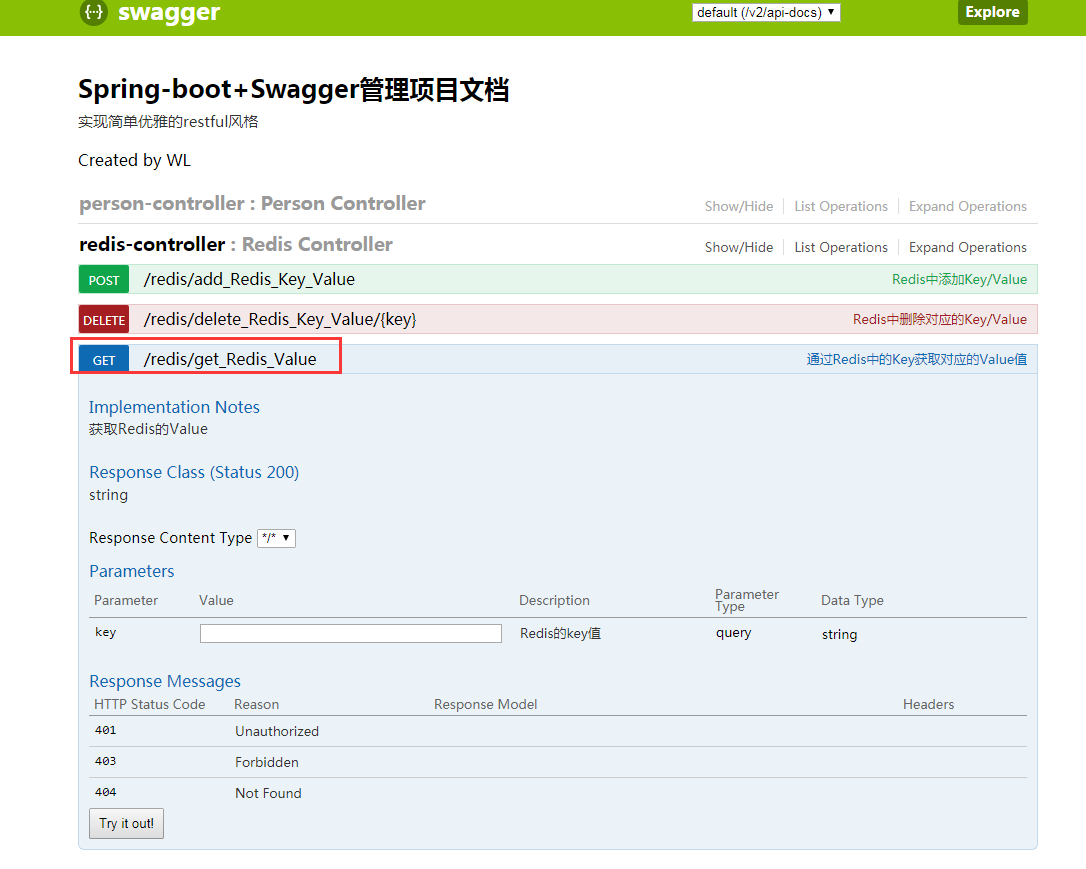 {···} swagger default (/v2/api-docs) ▼ Explore
Spring-boot+Swagger管理项目文档
实现简单优雅的restful风格
Created by WL
person-controller : Person Controller Show/Hide List Operations Expand Operations
redis-controller : Redis Controller Show/Hide List Operations Expand Operations
POST /redis/add_Redis_Key_Value Redis中添加Key/Value
DELETE /redis/delete_Redis_Key_Value/{key} Redis中删除对应的Key/Value
GET /redis/get_Redis_Value 通过Redis中的Key获取对应的Value值
Implementation Notes
获取Redis的Value
Response Class (Status 200)
string
Response Content Type */* ▼
Parameters
Parameter Value Description Parameter Type Data Type
key Redis的key值 query string
Response Messages
HTTP Status Code Reason Response Model Headers
401 Unauthorized
403 Forbidden
404 Not Found
Try it out!